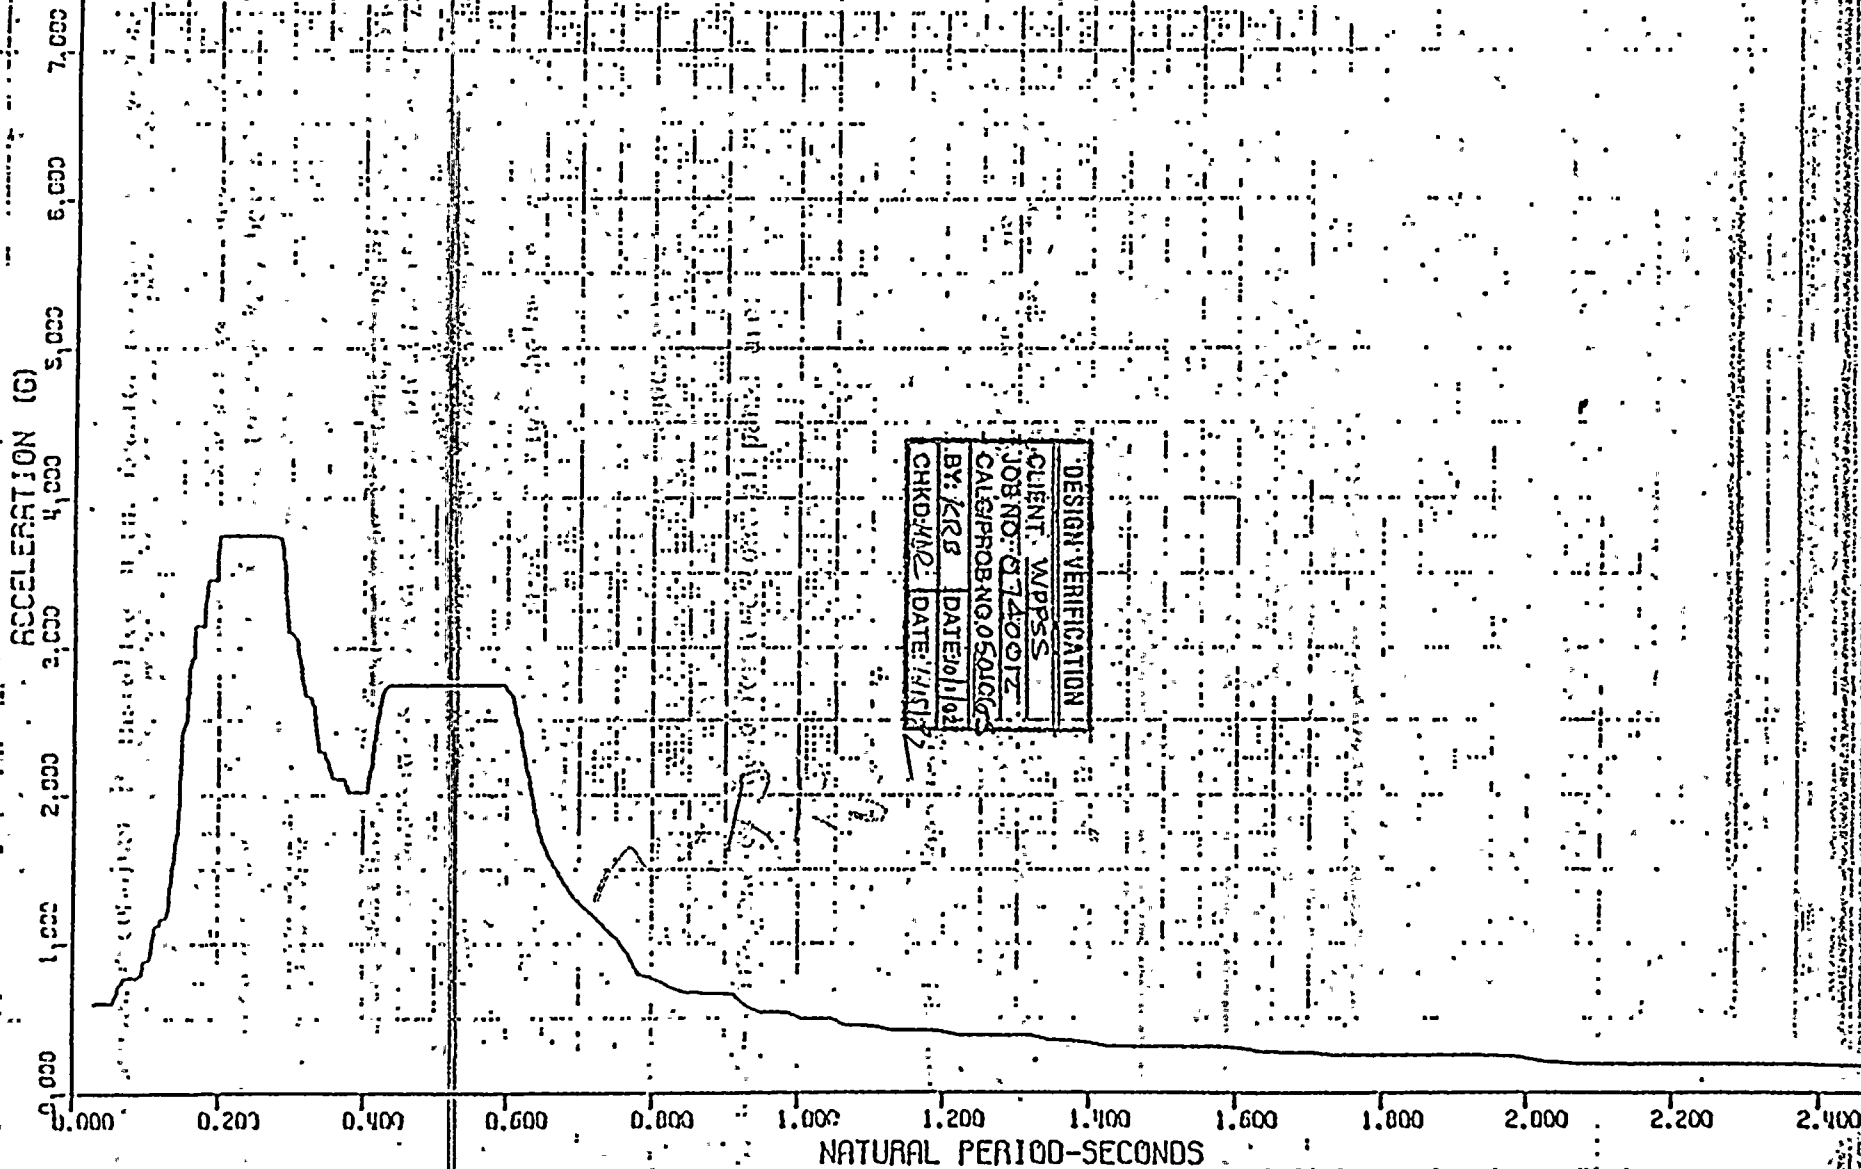 7,000
6,000
5,000
4,000
3,000
2,000
1,000
0,000
ACCELERATION (G)
DESIGN VERIFICATION
CLIENT: WPPSS
JOB NO: 0740012
CALC/PROB NO.
BY: KRB DATE: 10/1/02
CHKD: DATE:
0.000 0.200 0.400 0.600 0.800 1.000 1.200 1.400 1.600 1.800 2.000 2.200 2.400
NATURAL PERIOD-SECONDS